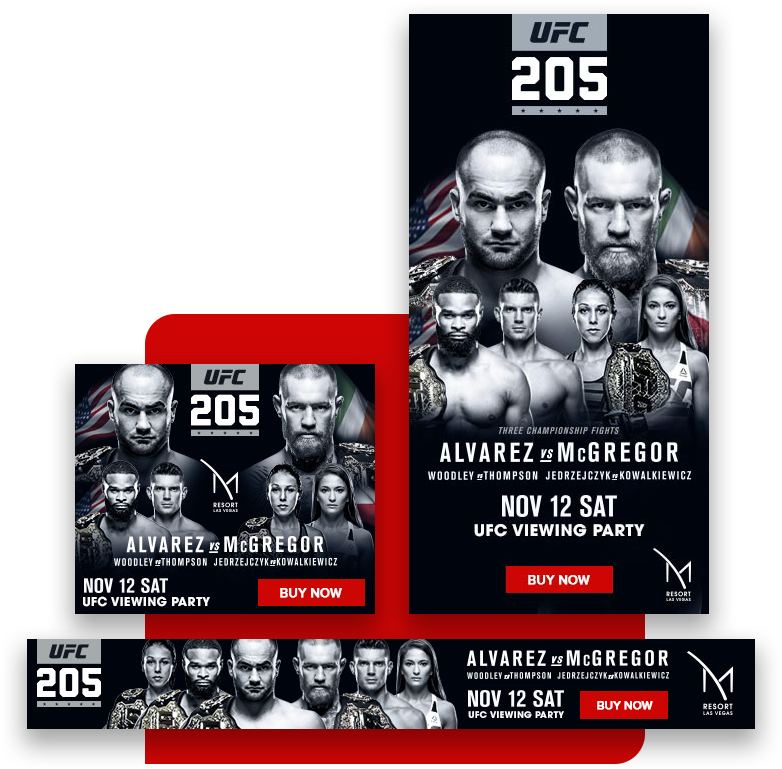 UFC
205
THREE CHAMPIONSHIP FIGHTS
ALVAREZ VS McGREGOR
WOODLEY VS THOMPSON JEDRZEJCZYK VS KOWALKIEWICZ
NOV 12 SAT
UFC VIEWING PARTY
BUY NOW
M
RESORT
LAS VEGAS
UFC
205
M
RESORT
LAS VEGAS
ALVAREZ VS McGREGOR
WOODLEY VS THOMPSON JEDRZEJCZYK VS KOWALKIEWICZ
NOV 12 SAT
UFC VIEWING PARTY
BUY NOW
UFC
205
ALVAREZ VS McGREGOR
WOODLEY VS THOMPSON JEDRZEJCZYK VS KOWALKIEWICZ
NOV 12 SAT
UFC VIEWING PARTY
BUY NOW
M
RESORT
LAS VEGAS